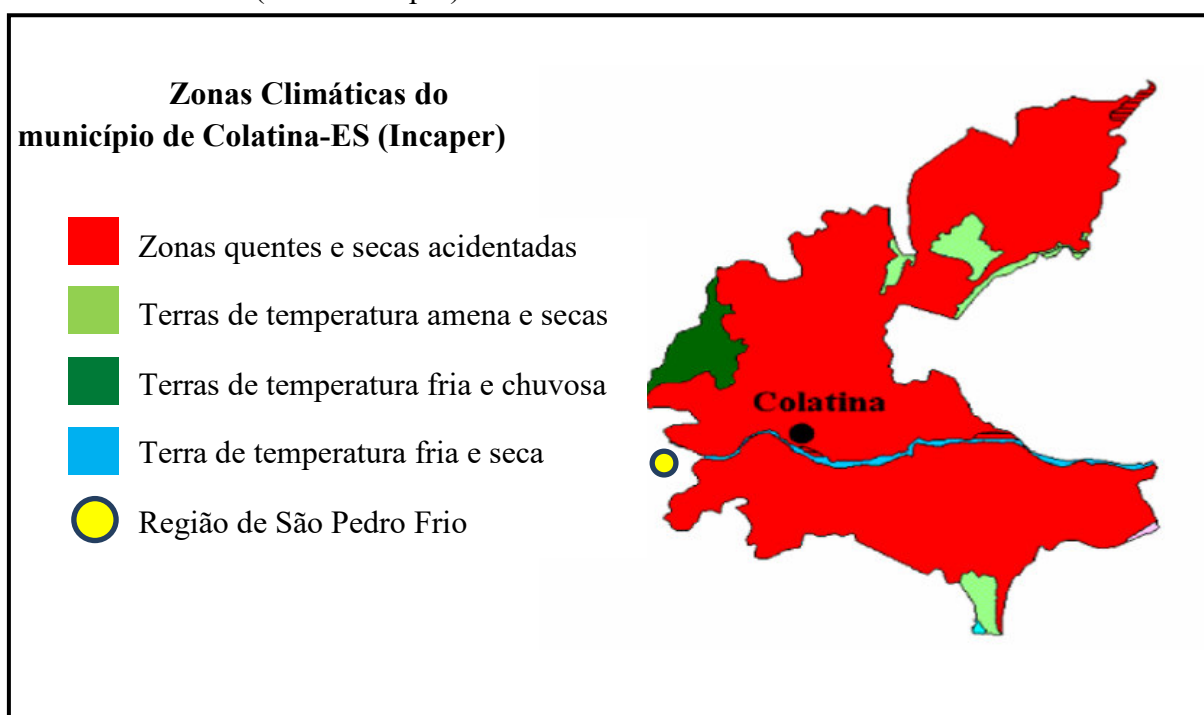 Zonas Climáticas do
município de Colatina-ES (Incaper)
Zonas quentes e secas acidentadas
Terras de temperatura amena e secas
Terras de temperatura fria e chuvosa
Terra de temperatura fria e seca
Região de São Pedro Frio
Colatina